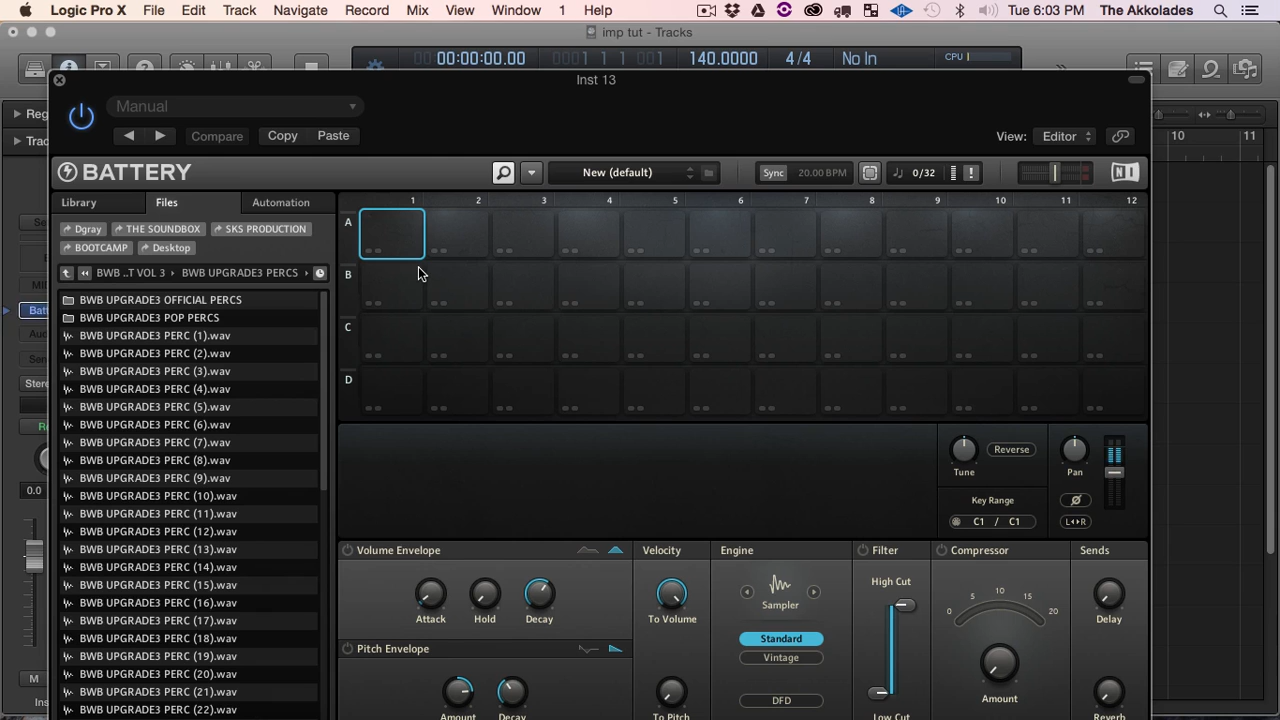 Logic Pro X File Edit Track Navigate Record Mix View Window 1 Help Tue 6:03 PM The Akkolades
imp tut - Tracks
00:00:00:00.00 140.0000 4/4 No In CPU
Inst 13
Manual
Compare Copy Paste View: Editor
10 11
BATTERY New (default) Sync 20.00 BPM 0/32
Library Files Automation
1 2 3 4 5 6 7 8 9 10 11 12
A
Dgray THE SOUNDBOX SKS PRODUCTION
BOOTCAMP Desktop
BWB ..T VOL 3 BWB UPGRADE3 PERCS
B
BWB UPGRADE3 OFFICIAL PERCS
BWB UPGRADE3 POP PERCS
C
BWB UPGRADE3 PERC (1).wav
BWB UPGRADE3 PERC (2).wav
BWB UPGRADE3 PERC (3).wav
D
BWB UPGRADE3 PERC (4).wav
BWB UPGRADE3 PERC (5).wav
BWB UPGRADE3 PERC (6).wav
BWB UPGRADE3 PERC (7).wav
BWB UPGRADE3 PERC (8).wav
BWB UPGRADE3 PERC (9).wav
BWB UPGRADE3 PERC (10).wav
BWB UPGRADE3 PERC (11).wav
BWB UPGRADE3 PERC (12).wav
BWB UPGRADE3 PERC (13).wav
BWB UPGRADE3 PERC (14).wav
BWB UPGRADE3 PERC (15).wav
BWB UPGRADE3 PERC (16).wav
BWB UPGRADE3 PERC (17).wav
BWB UPGRADE3 PERC (18).wav
BWB UPGRADE3 PERC (19).wav
BWB UPGRADE3 PERC (20).wav
BWB UPGRADE3 PERC (21).wav
BWB UPGRADE3 PERC (22).wav
0.0
M
Reverse
Tune Pan
Key Range
C1 / C1
L R
Volume Envelope Velocity Engine Filter Compressor Sends
High Cut
0 5 10 15 20
Sampler
Attack Hold Decay To Volume Delay
Standard
Vintage
Pitch Envelope
DFD
Amount
Amount Decay To Pitch Low Cut Reverb